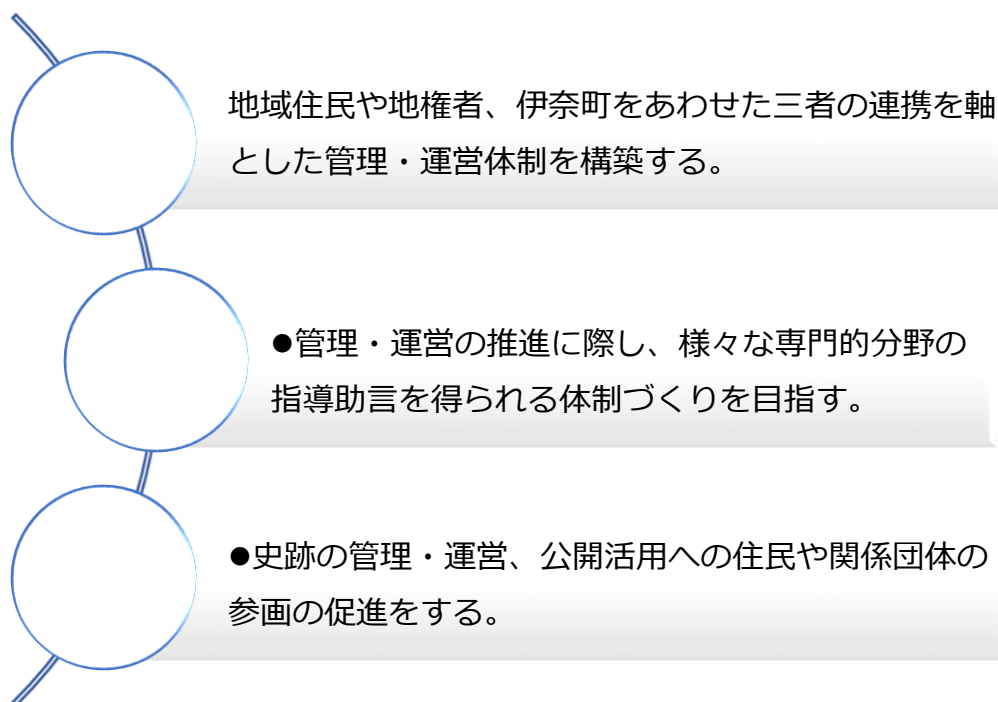 地域住民や地権者、伊奈町をあわせた三者の連携を軸
とした管理・運営体制を構築する。
●管理・運営の推進に際し、様々な専門的分野の
指導助言を得られる体制づくりを目指す。
●史跡の管理・運営、公開活用への住民や関係団体の
参画の促進をする。